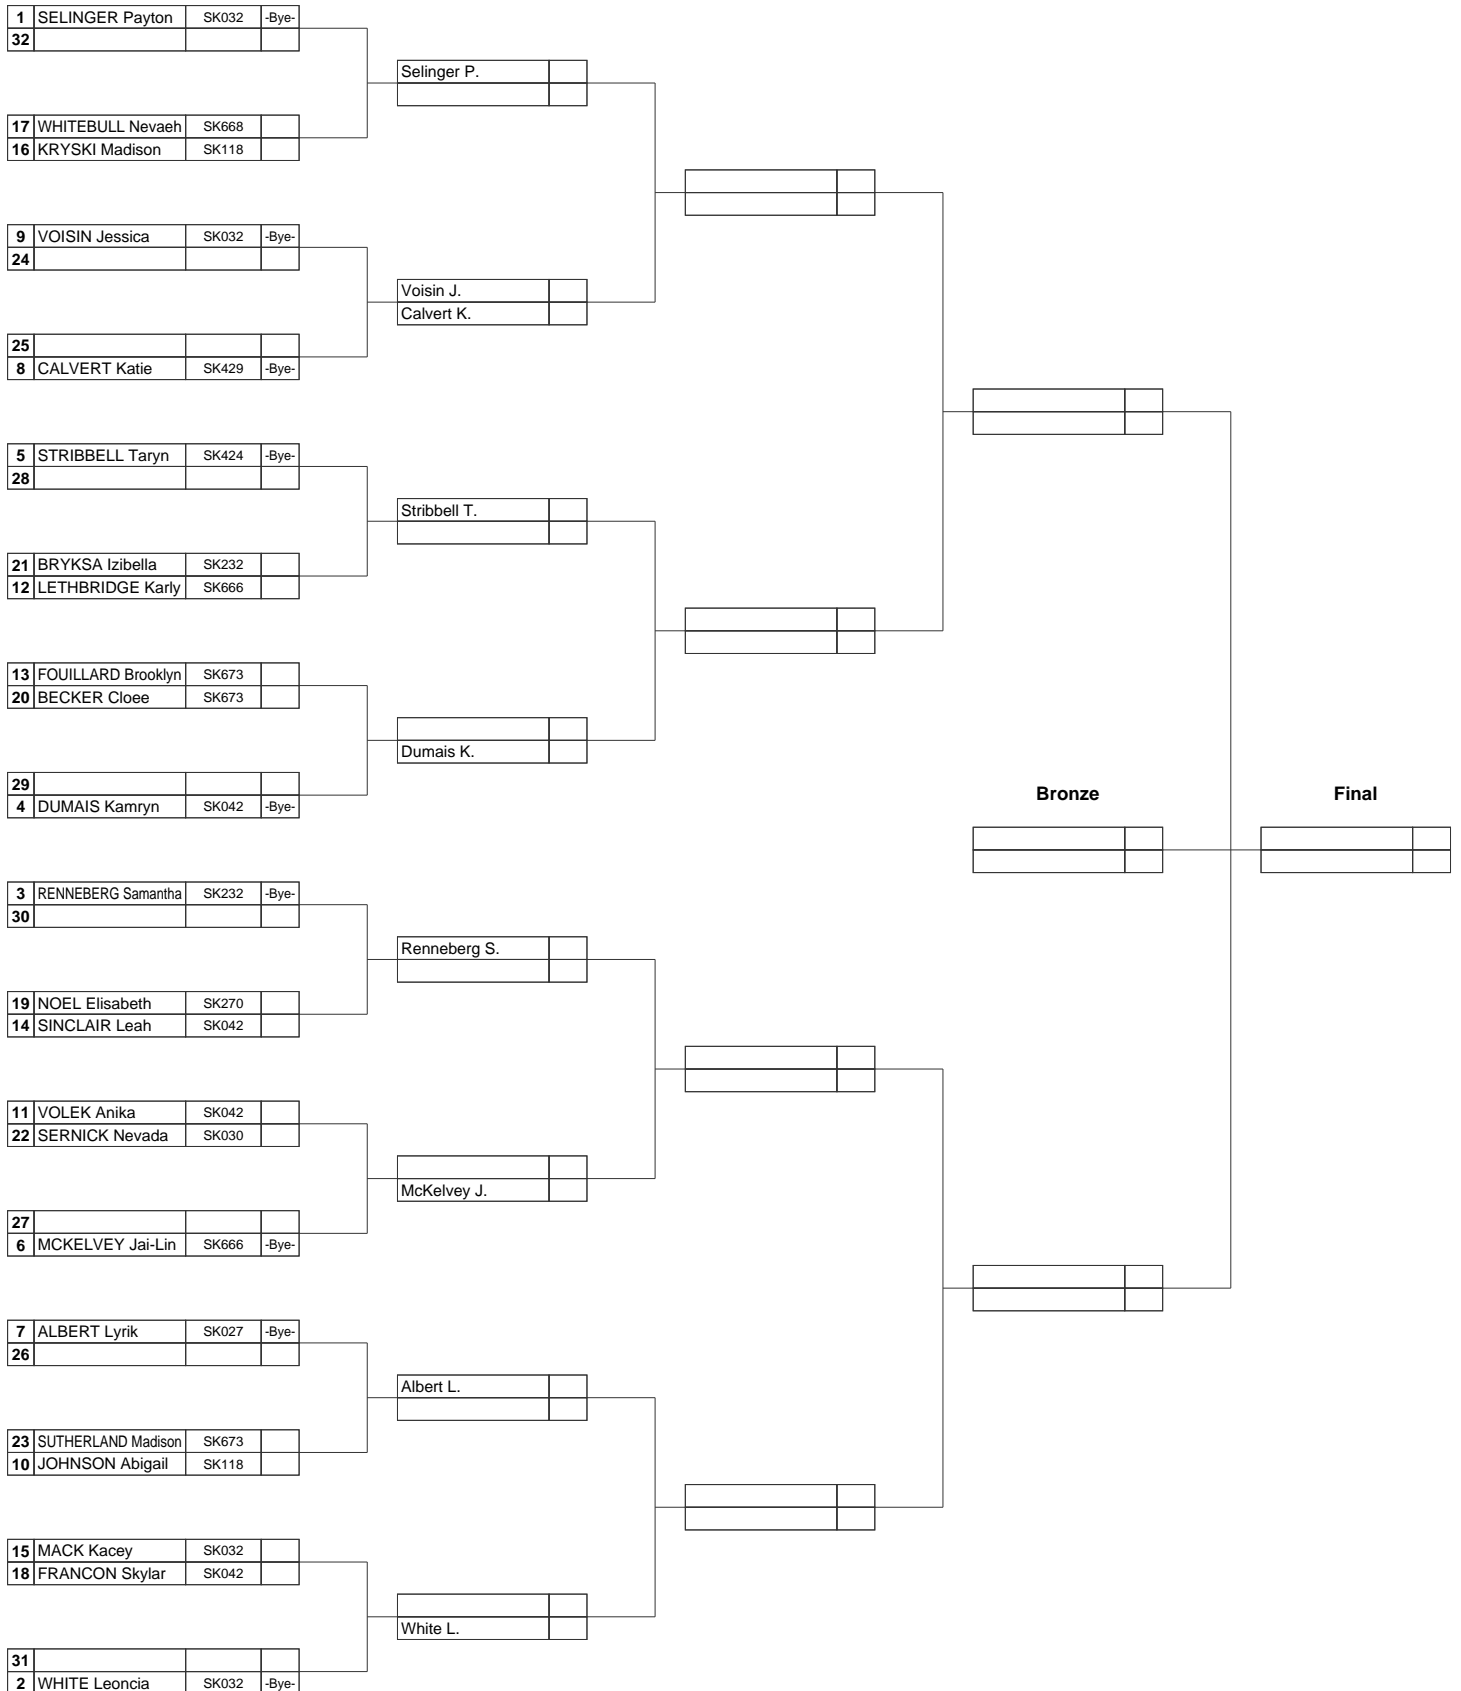 1 SELINGER Payton SK032 -Bye-
32
Selinger P.
17 WHITEBULL Nevaeh SK668
16 KRYSKI Madison SK118
9 VOISIN Jessica SK032 -Bye-
24
Voisin J.
Calvert K.
25
8 CALVERT Katie SK429 -Bye-
5 STRIBBELL Taryn SK424 -Bye-
28
Stribbell T.
21 BRYKSA Izibella SK232
12 LETHBRIDGE Karly SK666
13 FOUILLARD Brooklyn SK673
20 BECKER Cloee SK673
Dumais K.
29
4 DUMAIS Kamryn SK042 -Bye-
Bronze Final
3 RENNEBERG Samantha SK232 -Bye-
30
Renneberg S.
19 NOEL Elisabeth SK270
14 SINCLAIR Leah SK042
11 VOLEK Anika SK042
22 SERNICK Nevada SK030
McKelvey J.
27
6 MCKELVEY Jai-Lin SK666 -Bye-
7 ALBERT Lyrik SK027 -Bye-
26
Albert L.
23 SUTHERLAND Madison SK673
10 JOHNSON Abigail SK118
15 MACK Kacey SK032
18 FRANCON Skylar SK042
White L.
31
2 WHITE Leoncia SK032 -Bye-